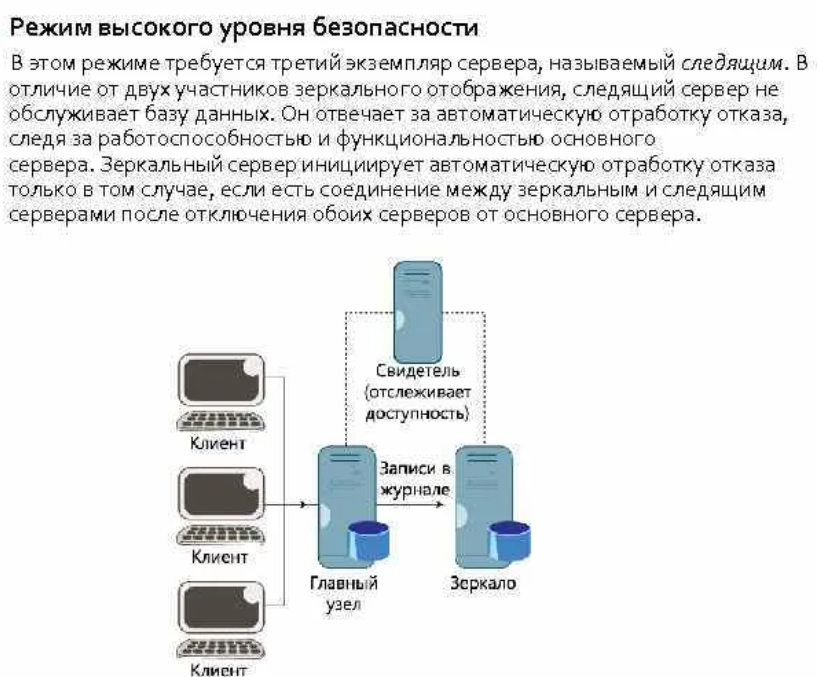 Режим высокого уровня безопасности
В этом режиме требуется третий экземпляр сервера, называемый следящим. В
отличие от двух участников зеркального отображения, следящий сервер не
обслуживает базу данных. Он отвечает за автоматическую отработку отказа,
следя за работоспособностью и функциональностью основного
сервера. Зеркальный сервер инициирует автоматическую отработку отказа
только в том случае, если есть соединение между зеркальным и следящим
серверами после отключения обоих серверов от основного сервера.
Свидетель
(отслеживает
доступность)
Клиент
Записи в
журнале
Клиент
Главный
узел
Зеркало
Клиент